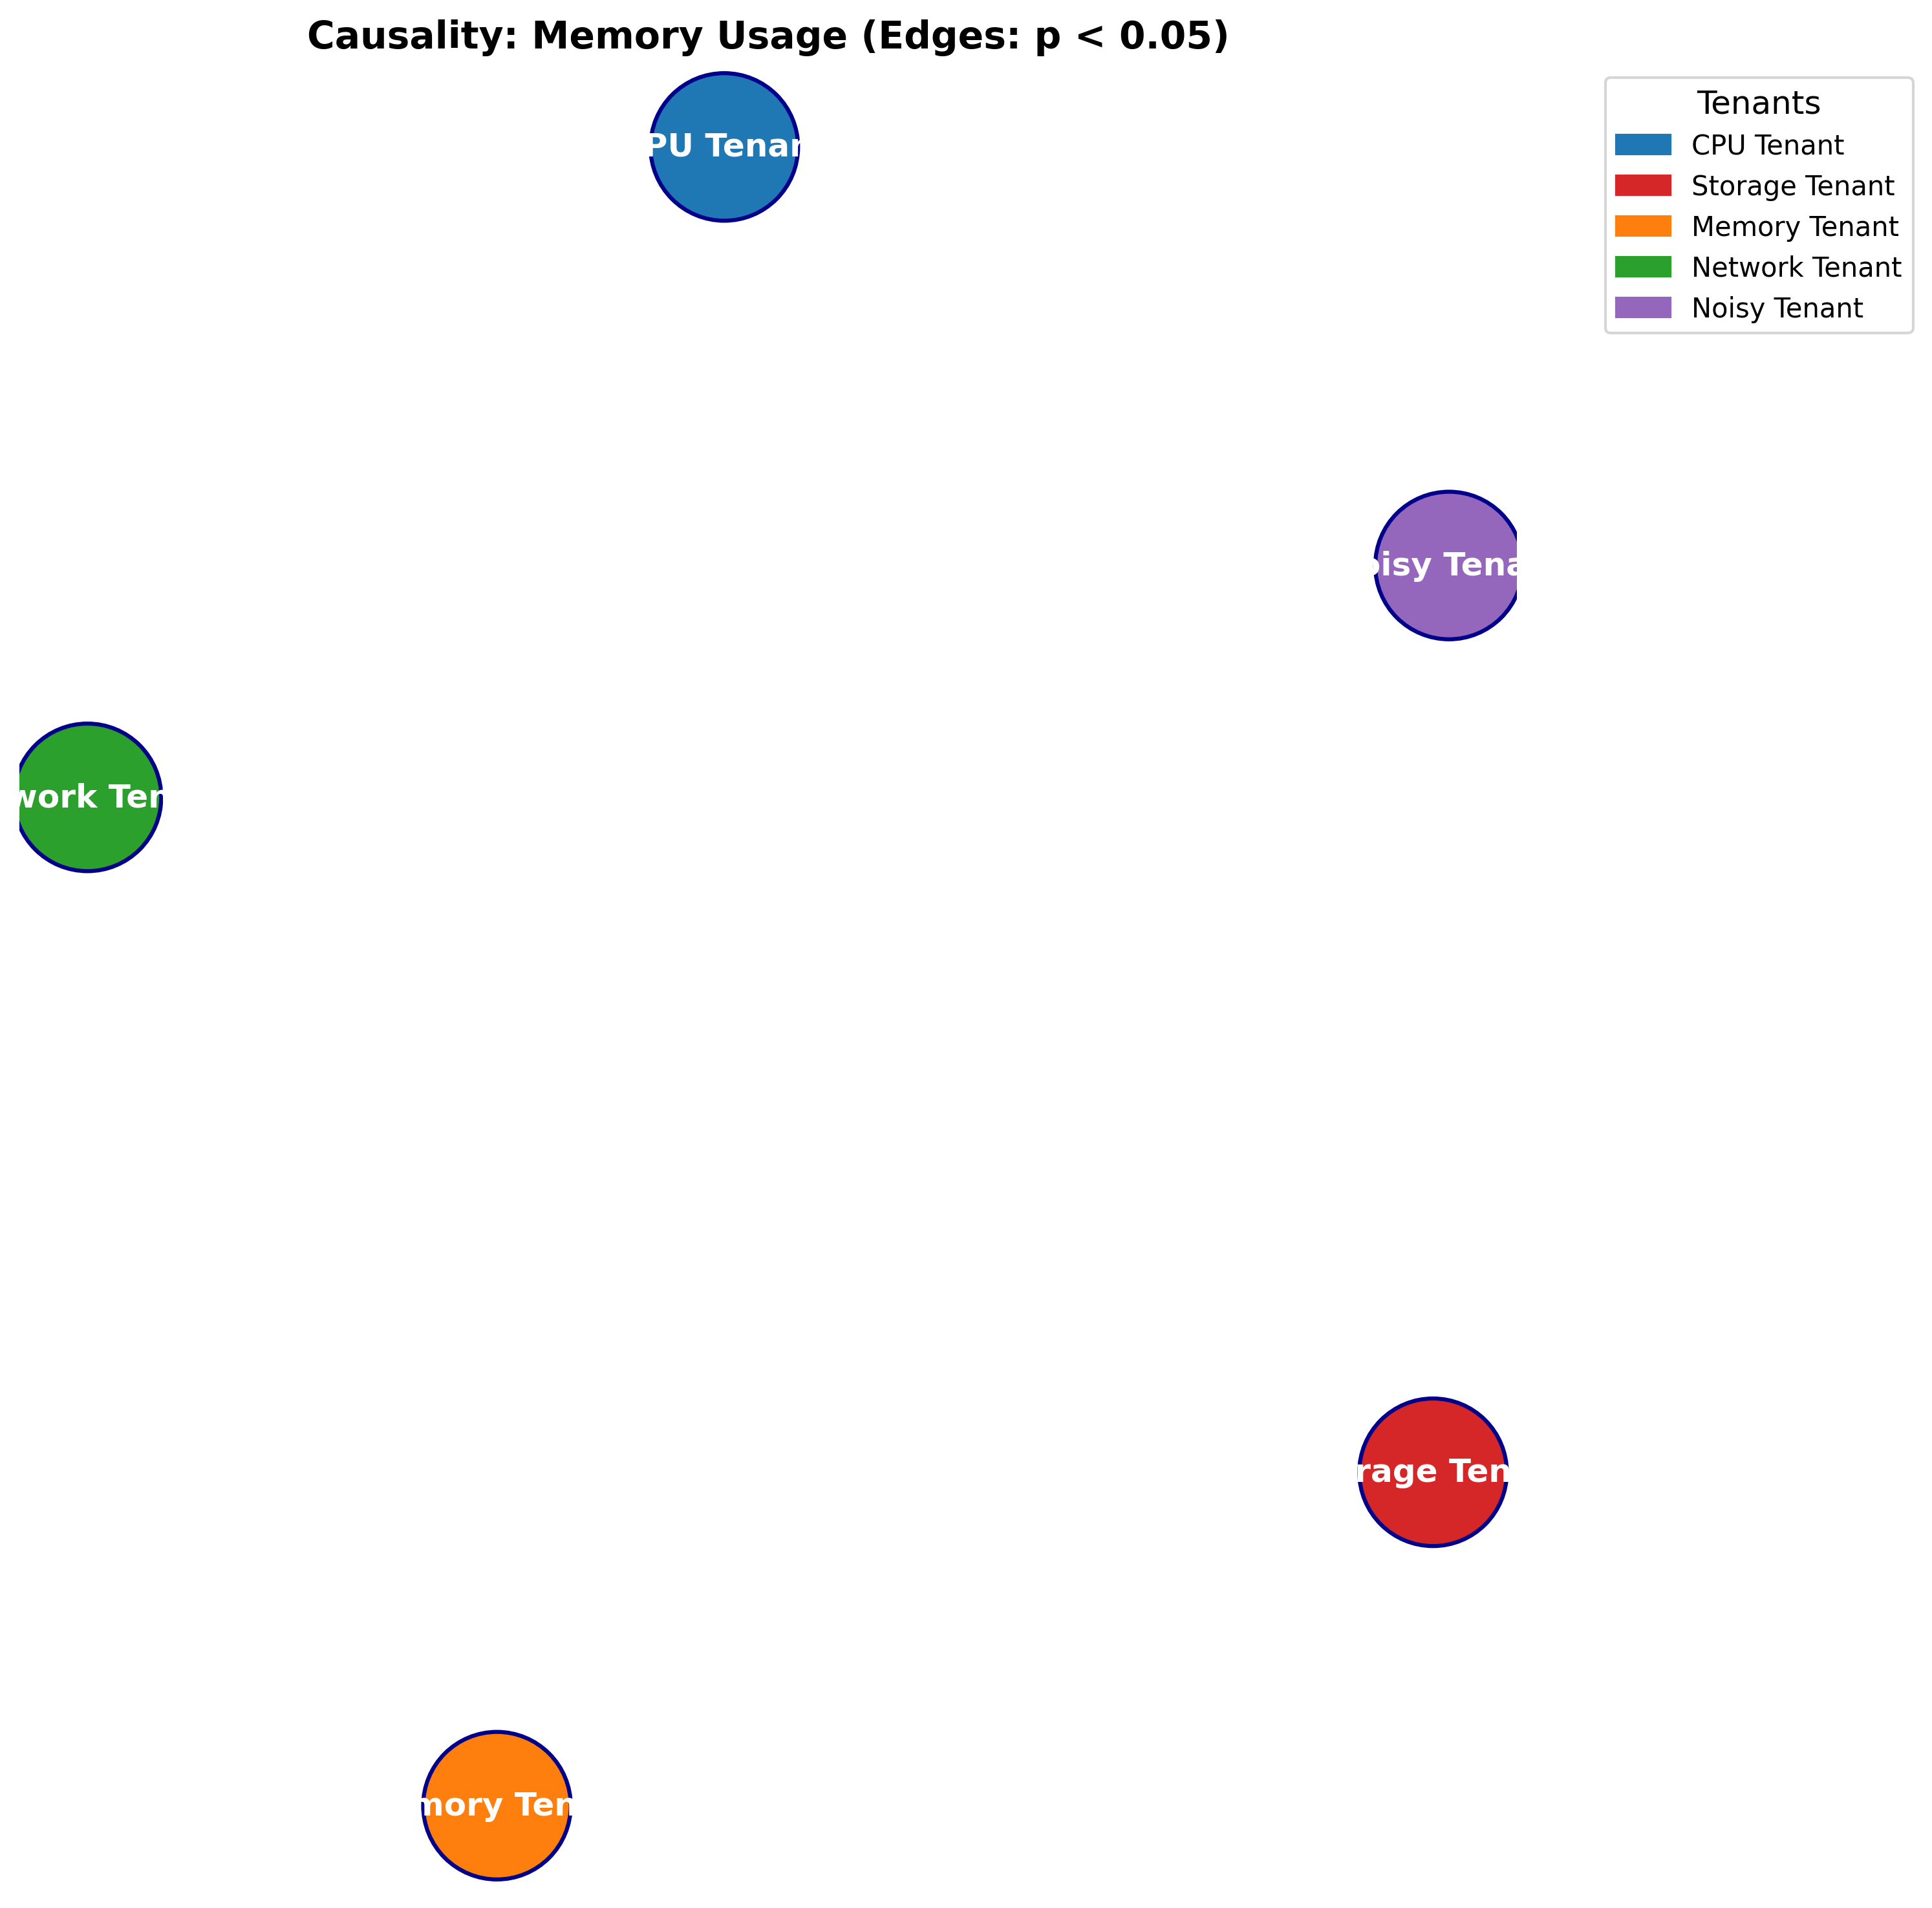 Causality: Memory Usage (Edges: p < 0.05)
Tenants
CPU Tenant
Storage Tenant
Memory Tenant
Network Tenant
Noisy Tenant
PU Tenan
oisy Tena
work Ten
rage Ten
mory Ten